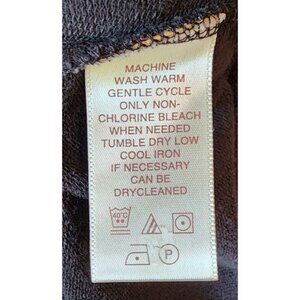 MACHINE
WASH WARM
GENTLE CYCLE
ONLY NON-
CHLORINE BLEACH
WHEN NEEDED
TUMBLE DRY LOW
COOL IRON
IF NECESSARY
CAN BE
DRYCLEANED
40°C
P